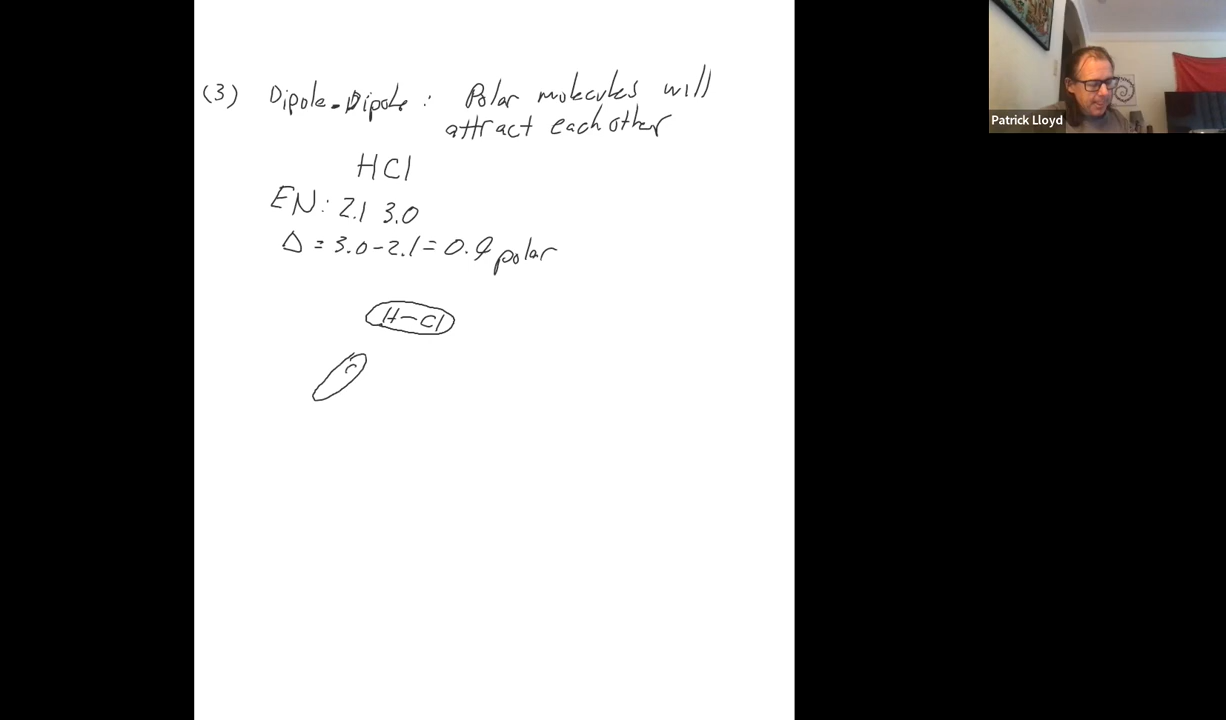 (3) Dipole-Dipole : Polar molecules will
attract each other
HCl
EN: 2.1 3.0
Δ = 3.0-2.1 = 0.9 polar
H-Cl
C
Patrick Lloyd